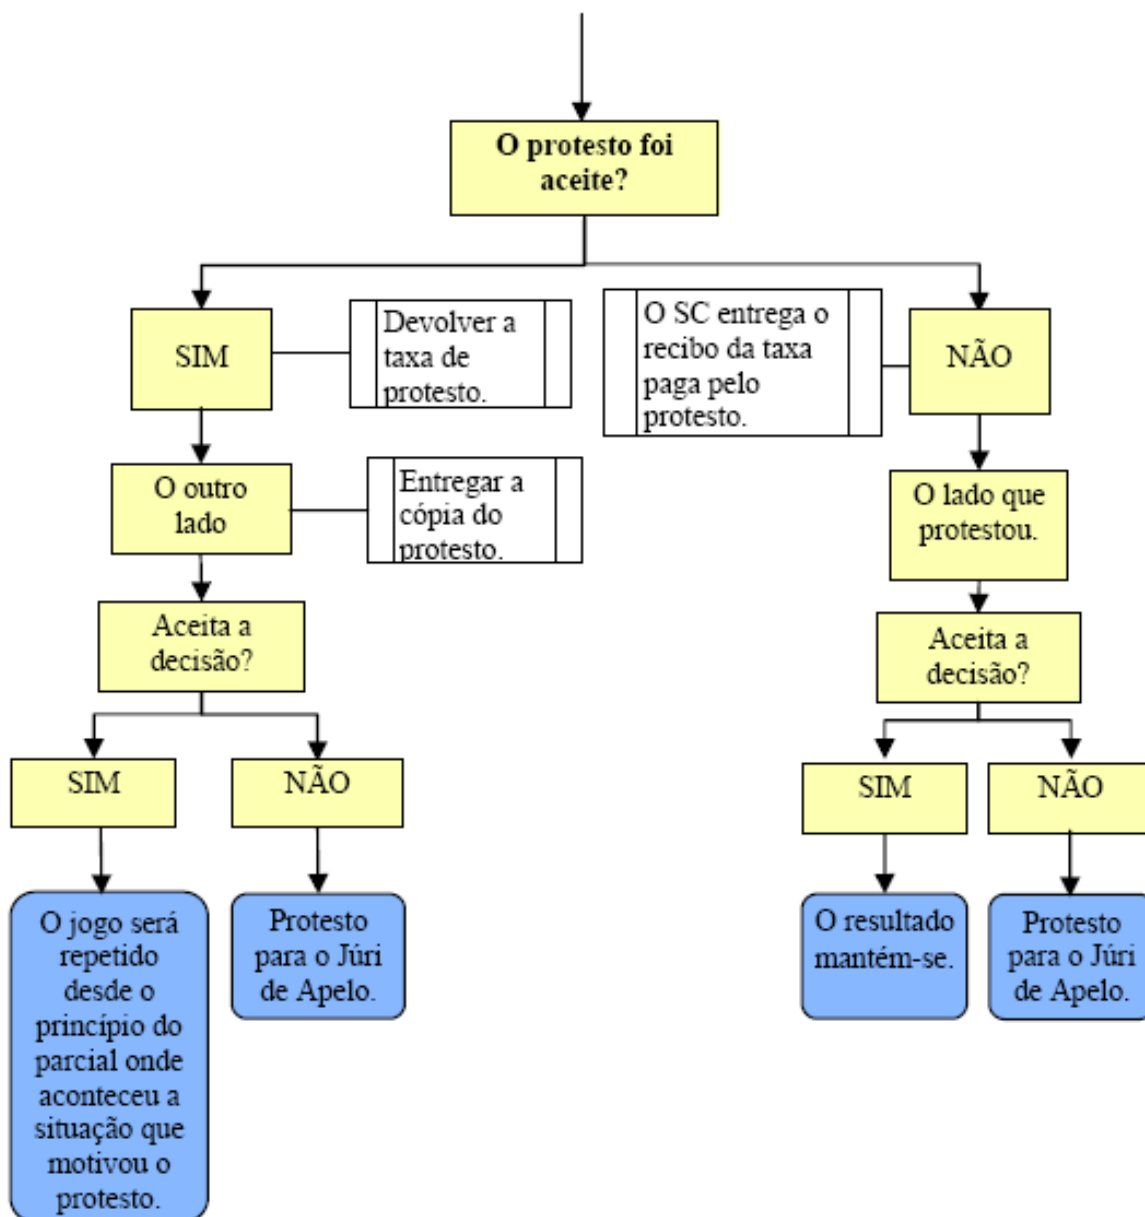 O protesto foi
aceite?
SIM
Devolver a
taxa de
protesto.
O SC entrega o
recibo da taxa
paga pelo
protesto.
NÃO
O outro
lado
Entregar a
cópia do
protesto.
O lado que
protestou.
Aceita a
decisão?
Aceita a
decisão?
SIM
NÃO
SIM
NÃO
O jogo será
repetido
desde o
princípio do
parcial onde
aconteceu a
situação que
motivou o
protesto.
Protesto
para o Júri
de Apelo.
O resultado
mantém-se.
Protesto
para o Júri
de Apelo.